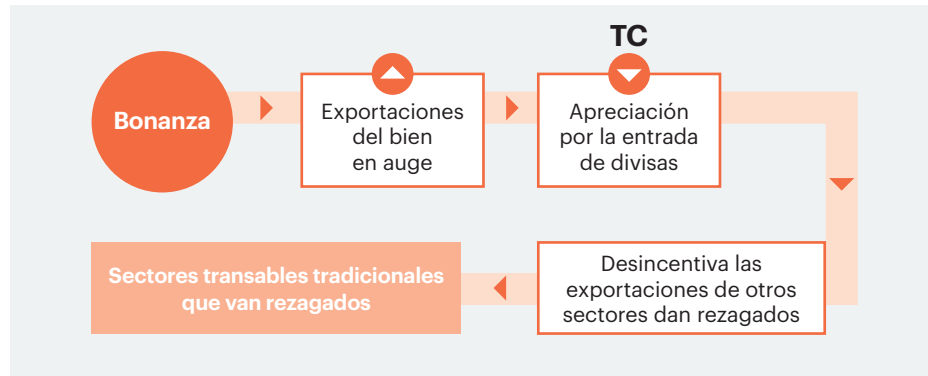 TC
Bonanza
Exportaciones
del bien
en auge
Apreciación
por la entrada
de divisas
Desincentiva las
exportaciones de otros
sectores dan rezagados
Sectores transables tradicionales
que van rezagados